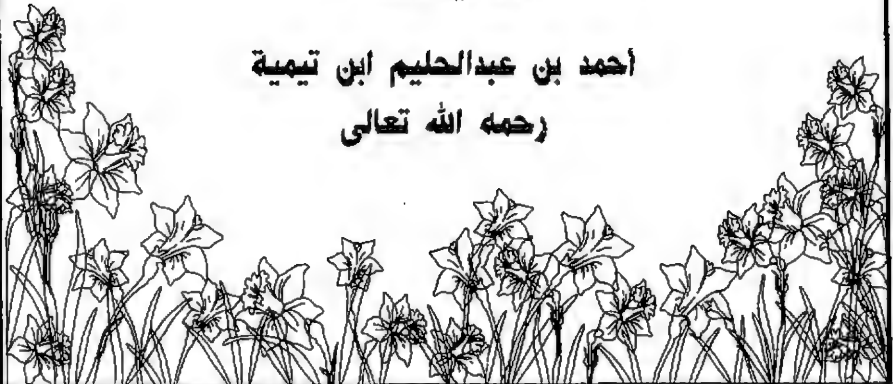 أحمد بن عبدالحليم ابن تيمية
رحمه الله تعالى